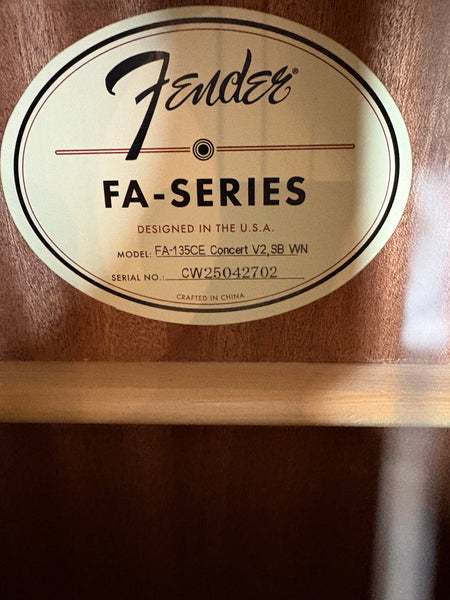 Fender®
FA-SERIES
DESIGNED IN THE U.S.A.
MODEL: FA-135CE Concert V2,SB WN
SERIAL NO.: CW25042702
CRAFTED IN CHINA